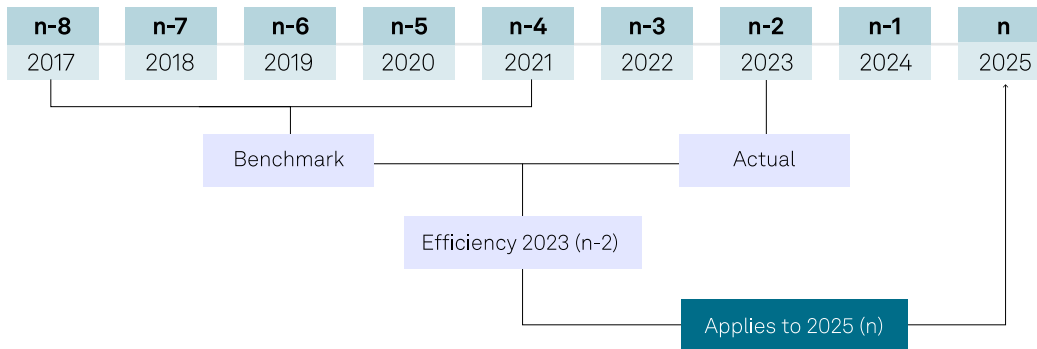 n-8 n-7 n-6 n-5 n-4 n-3 n-2 n-1 n
2017 2018 2019 2020 2021 2022 2023 2024 2025
Benchmark Actual
Efficiency 2023 (n-2)
Applies to 2025 (n)